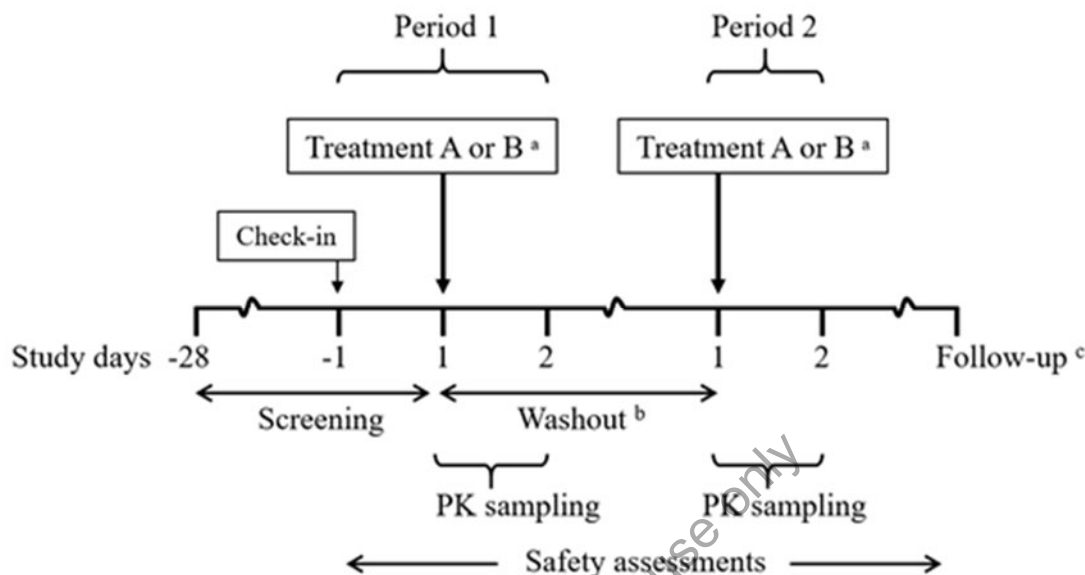 Period 1
Period 2
Treatment A or B a
Treatment A or B a
Check-in
Study days -28 -1 1 2 1 2 Follow-up c
Screening
Washout b
PK sampling
PK sampling
Safety assessments
only